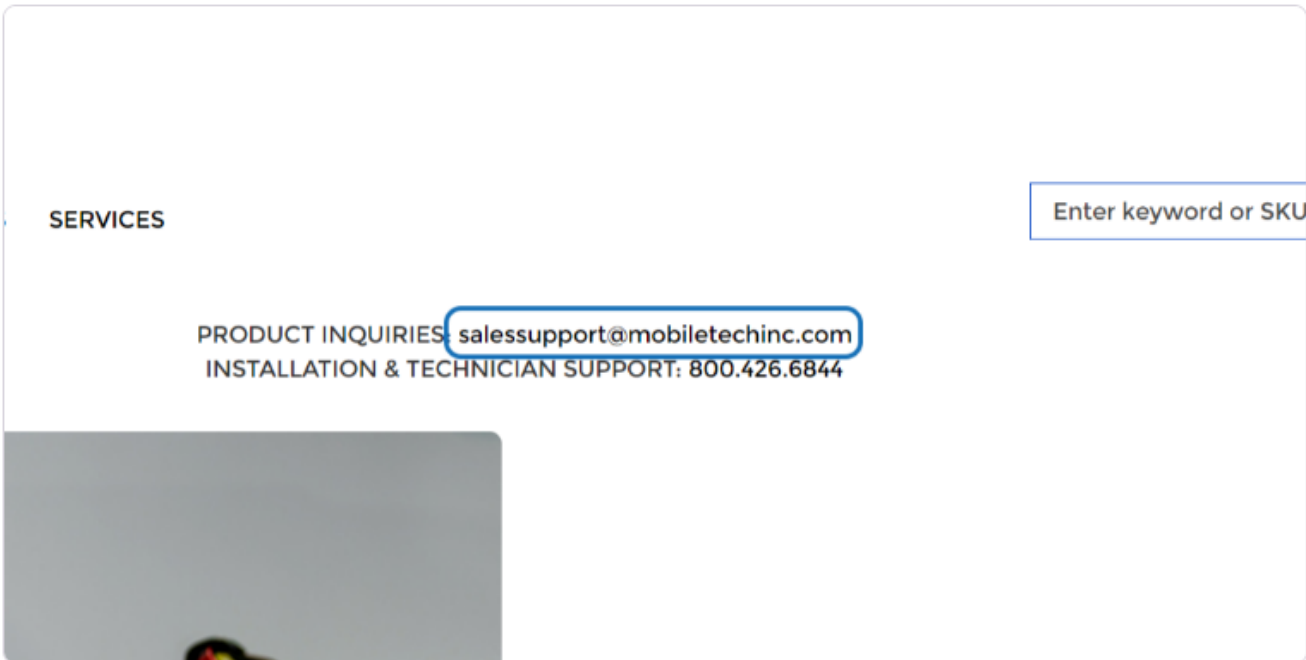 SERVICES
Enter keyword or SKU
PRODUCT INQUIRIES: salessupport@mobiletechinc.com
INSTALLATION & TECHNICIAN SUPPORT: 800.426.6844